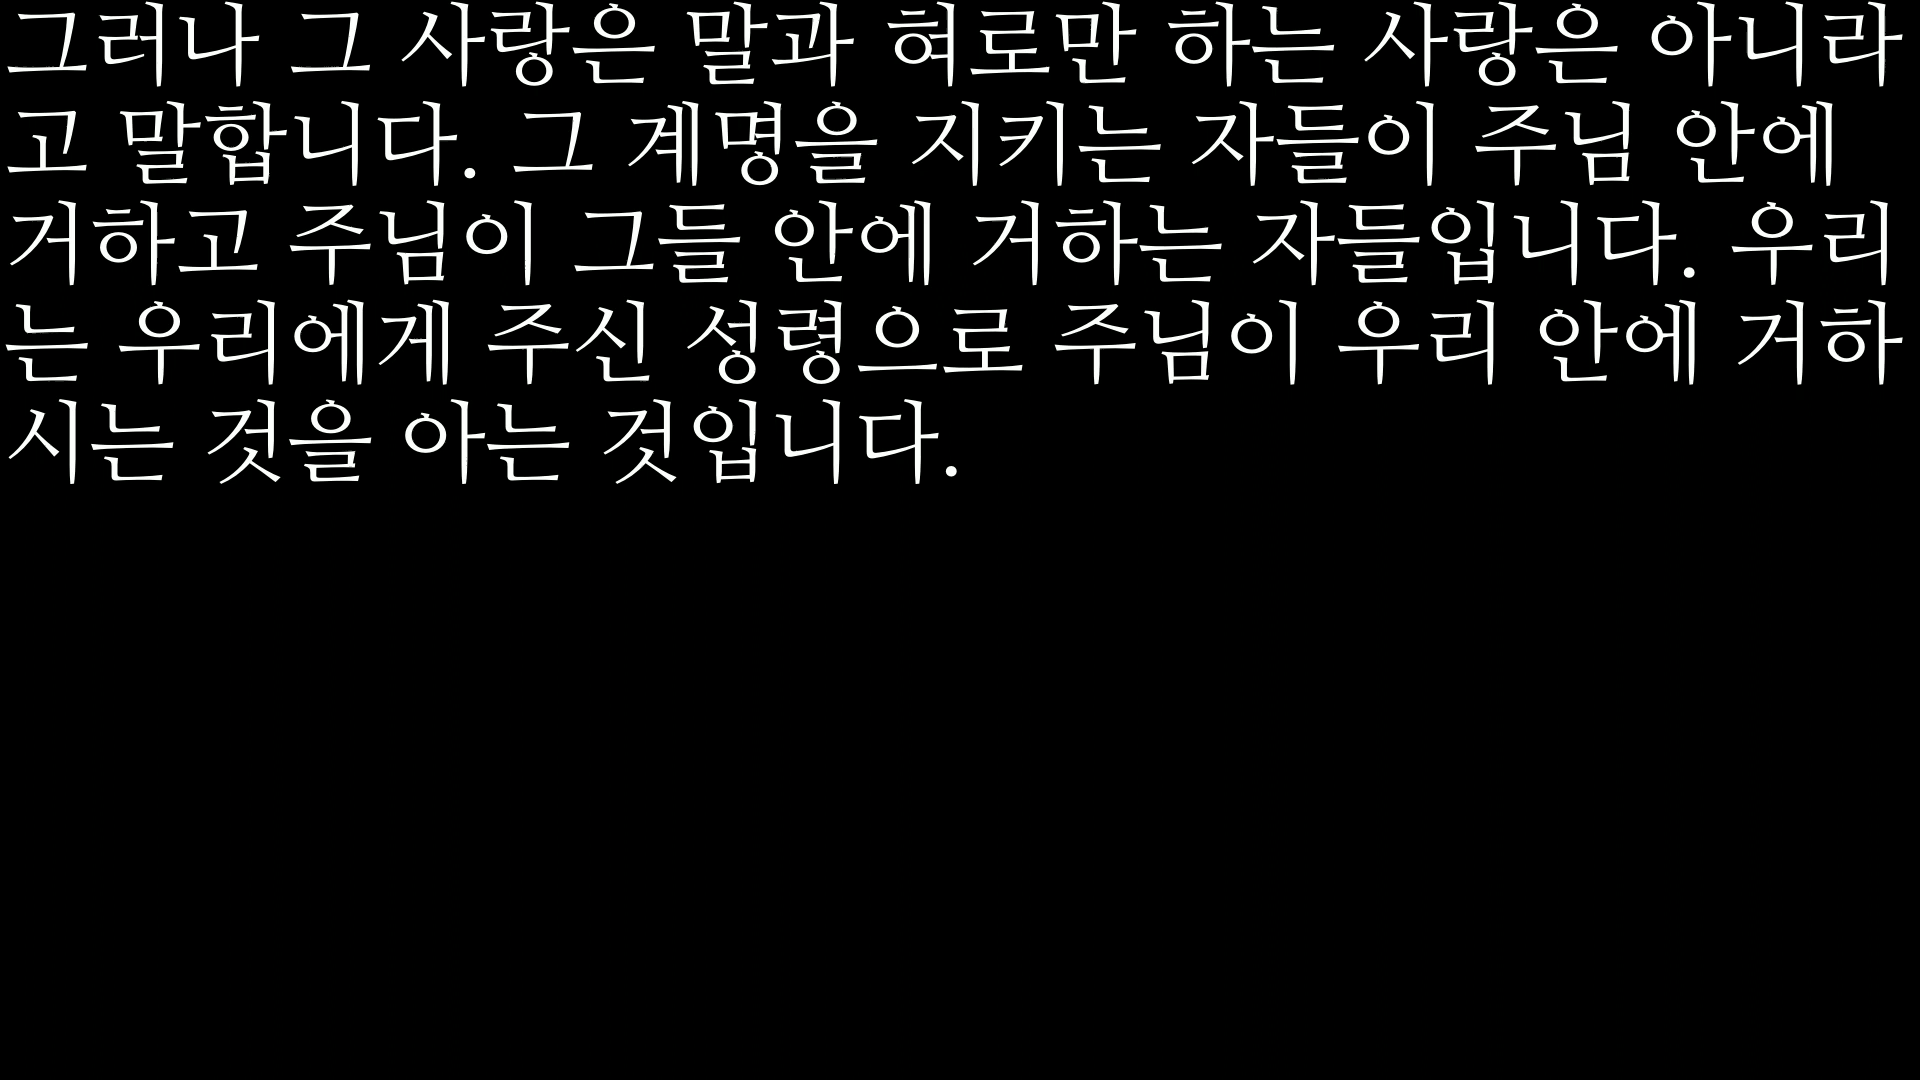 그러나 그 사랑은 말과 혀로만 하는 사랑은 아니라
고 말합니다. 그 계명을 지키는 자들이 주님 안에
거하고 주님이 그들 안에 거하는 자들입니다. 우리
는 우리에게 주신 성령으로 주님이 우리 안에 거하
시는 것을 아는 것입니다.